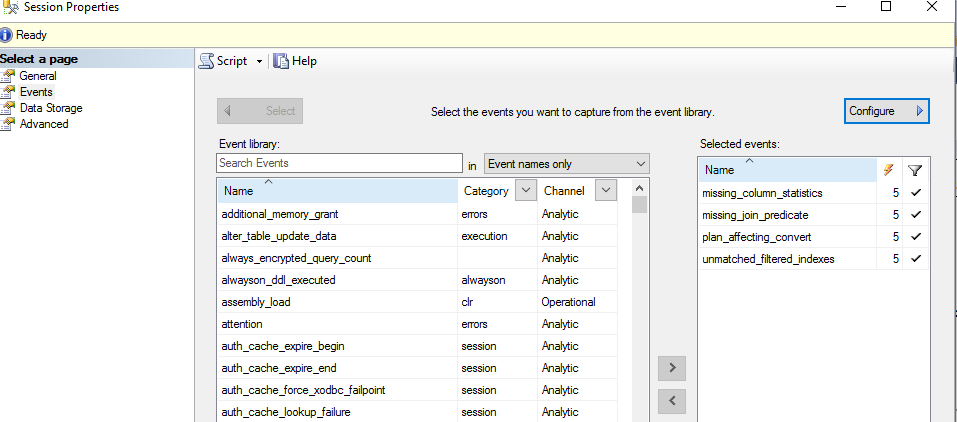 Session Properties
Ready
Select a page
General
Events
Data Storage
Advanced
Script Help
Select Select the events you want to capture from the event library. Configure
Event library:
Search Events in Event names only
Name Category Channel
additional_memory_grant errors Analytic
alter_table_update_data execution Analytic
always_encrypted_query_count Analytic
alwayson_ddl_executed alwayson Analytic
assembly_load clr Operational
attention errors Analytic
auth_cache_expire_begin session Analytic
auth_cache_expire_end session Analytic
auth_cache_force_xodbc_failpoint session Analytic
auth_cache_lookup_failure session Analytic
Selected events:
Name
missing_column_statistics 5
missing_join_predicate 5
plan_affecting_convert 5
unmatched_filtered_indexes 5